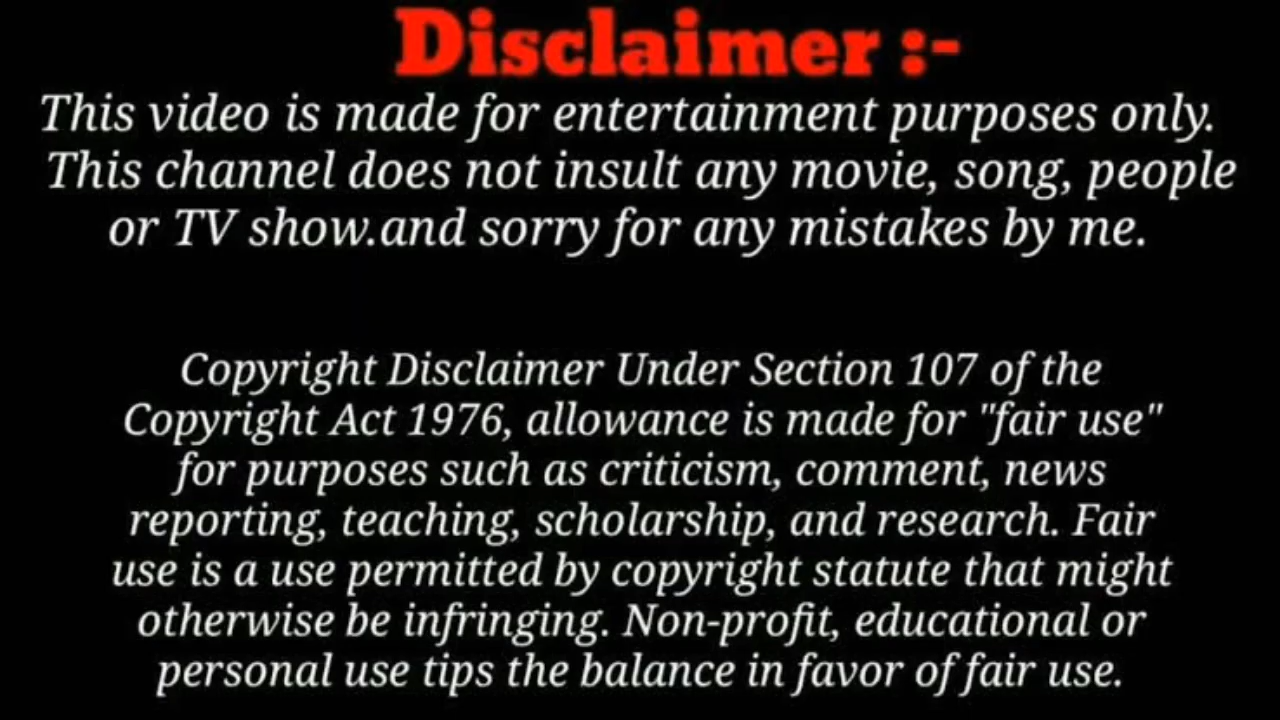 Disclaimer :-
This video is made for entertainment purposes only.
This channel does not insult any movie, song, people
or TV show.and sorry for any mistakes by me.
Copyright Disclaimer Under Section 107 of the
Copyright Act 1976, allowance is made for "fair use"
for purposes such as criticism, comment, news
reporting, teaching, scholarship, and research. Fair
use is a use permitted by copyright statute that might
otherwise be infringing. Non-profit, educational or
personal use tips the balance in favor of fair use.